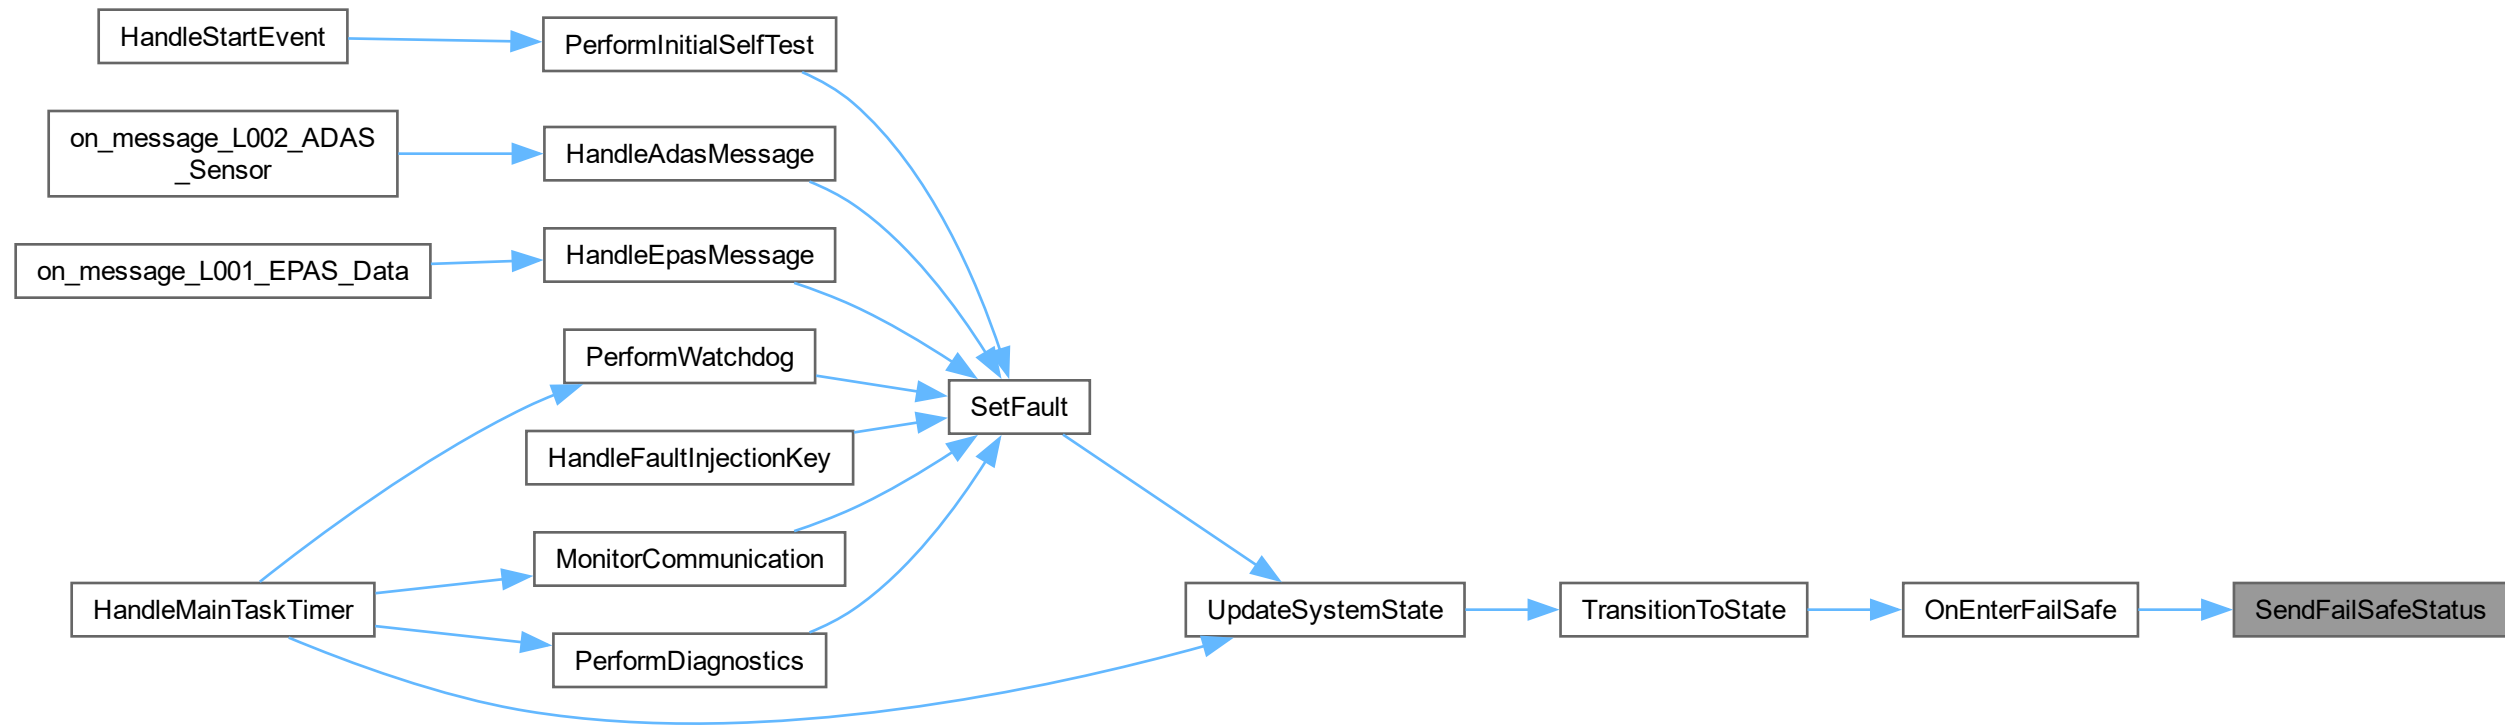 HandleStartEvent
PerformInitialSelfTest
on_message_L002_ADAS
_Sensor
HandleAdasMessage
on_message_L001_EPAS_Data
HandleEpasMessage
PerformWatchdog
SetFault
HandleFaultInjectionKey
MonitorCommunication
HandleMainTaskTimer
PerformDiagnostics
UpdateSystemState
TransitionToState
OnEnterFailSafe
SendFailSafeStatus